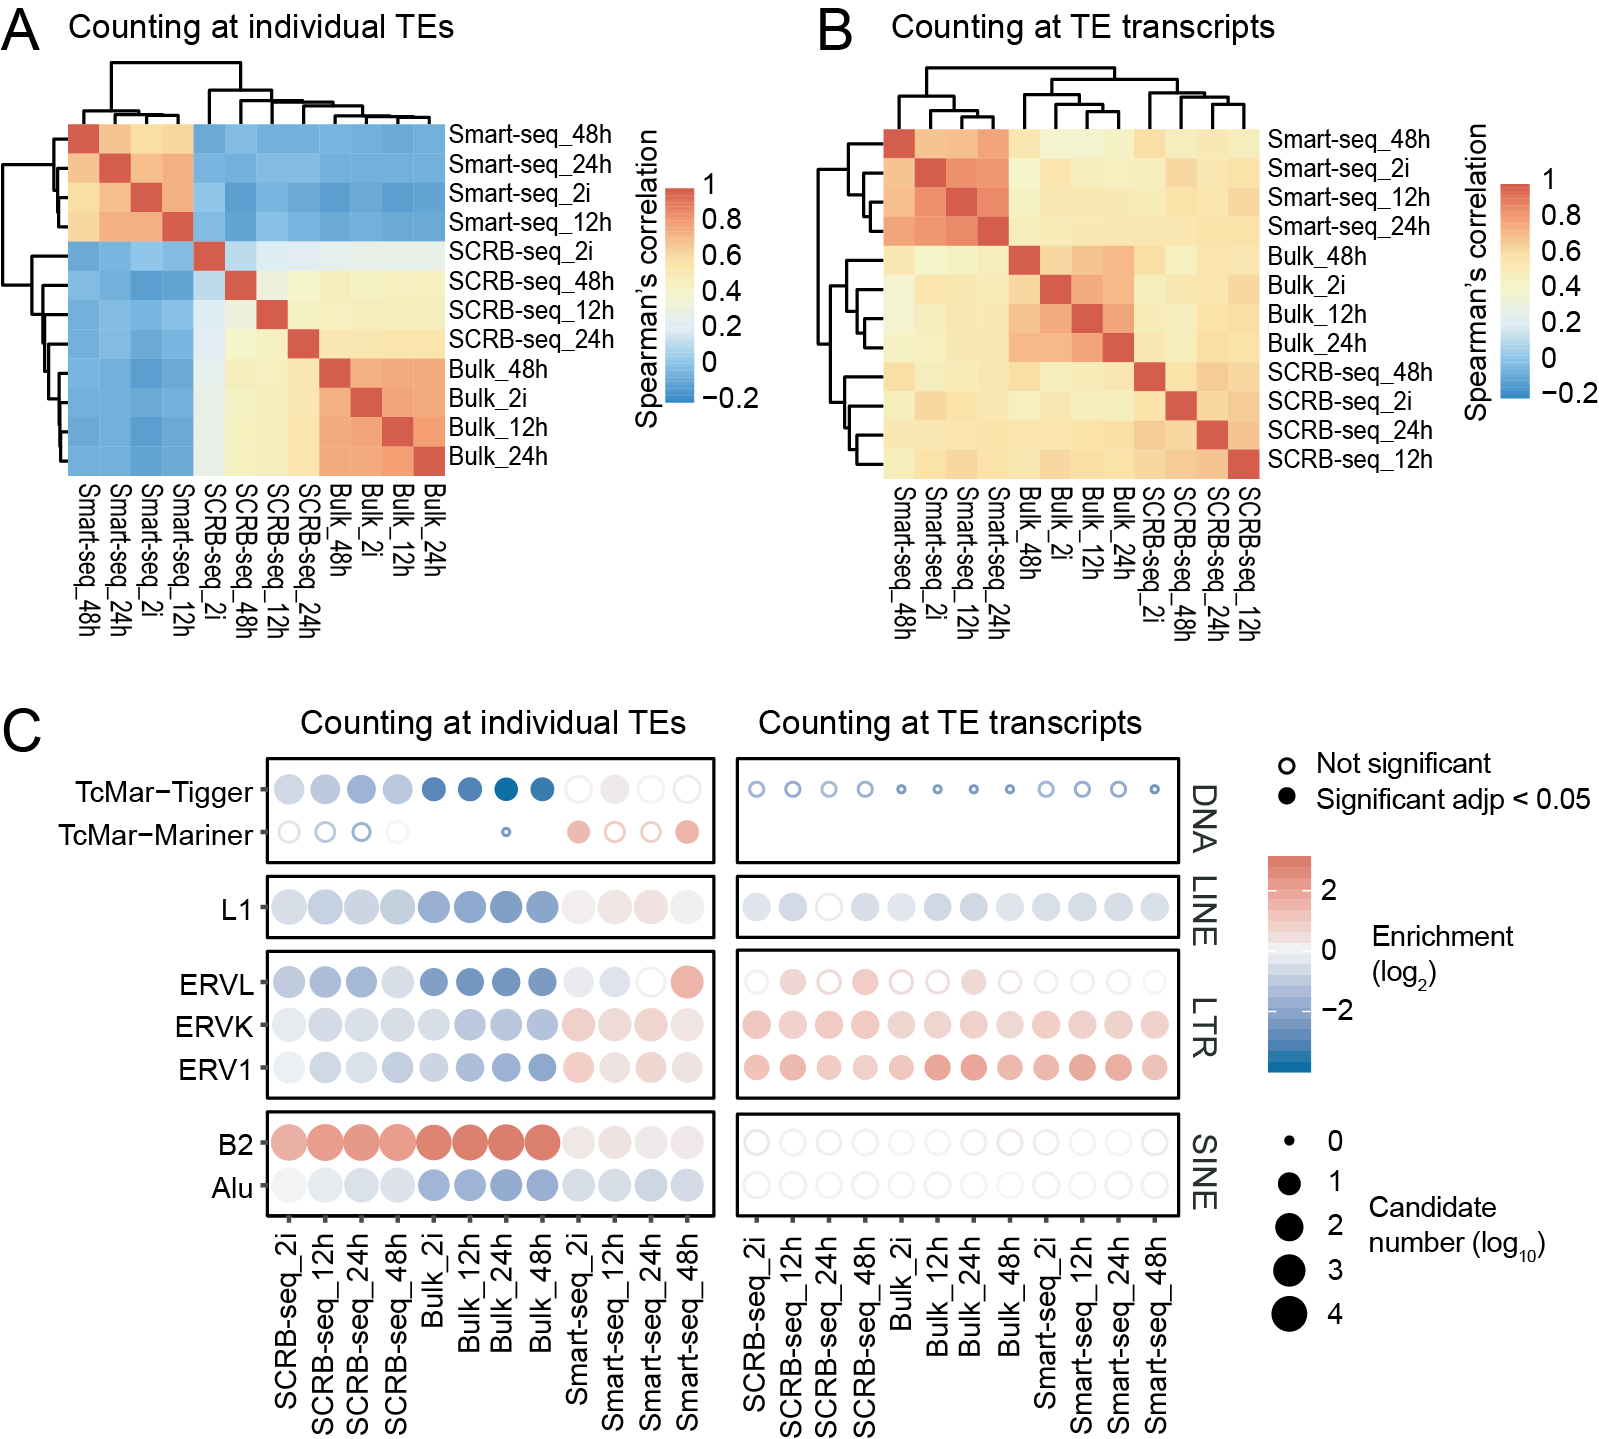 A
Counting at individual TEs
Smart-seq_48h
Smart-seq_24h
Smart-seq_2i
Smart-seq_12h
SCRB-seq_2i
SCRB-seq_48h
SCRB-seq_12h
SCRB-seq_24h
Bulk_48h
Bulk_2i
Bulk_12h
Bulk_24h
Smart-seq_48h
Smart-seq_24h
Smart-seq_2i
Smart-seq_12h
SCRB-seq_2i
SCRB-seq_48h
SCRB-seq_12h
SCRB-seq_24h
Bulk_48h
Bulk_2i
Bulk_12h
Bulk_24h
Spearman’s correlation
1
0.8
0.6
0.4
0.2
0
−0.2
B
Counting at TE transcripts
Smart-seq_48h
Smart-seq_2i
Smart-seq_12h
Smart-seq_24h
Bulk_48h
Bulk_2i
Bulk_12h
Bulk_24h
SCRB-seq_48h
SCRB-seq_2i
SCRB-seq_24h
SCRB-seq_12h
Smart-seq_48h
Smart-seq_2i
Smart-seq_12h
Smart-seq_24h
Bulk_48h
Bulk_2i
Bulk_12h
Bulk_24h
SCRB-seq_2i
SCRB-seq_48h
SCRB-seq_24h
SCRB-seq_12h
Spearman’s correlation
1
0.8
0.6
0.4
0.2
0
−0.2
C
Counting at individual TEs
Counting at TE transcripts
TcMar−Tigger
TcMar−Mariner
L1
ERVL
ERVK
ERV1
B2
Alu
DNA
LINE
LTR
SINE
SCRB-seq_2i
SCRB-seq_12h
SCRB-seq_24h
SCRB-seq_48h
Bulk_2i
Bulk_12h
Bulk_24h
Bulk_48h
Smart-seq_2i
Smart-seq_12h
Smart-seq_24h
Smart-seq_48h
SCRB-seq_2i
SCRB-seq_12h
SCRB-seq_24h
SCRB-seq_48h
Bulk_2i
Bulk_12h
Bulk_24h
Bulk_48h
Smart-seq_2i
Smart-seq_12h
Smart-seq_24h
Smart-seq_48h
Not significant
Significant adjp < 0.05
2
0
−2
Enrichment
(log2)
0
1
2
3
4
Candidate
number (log10)